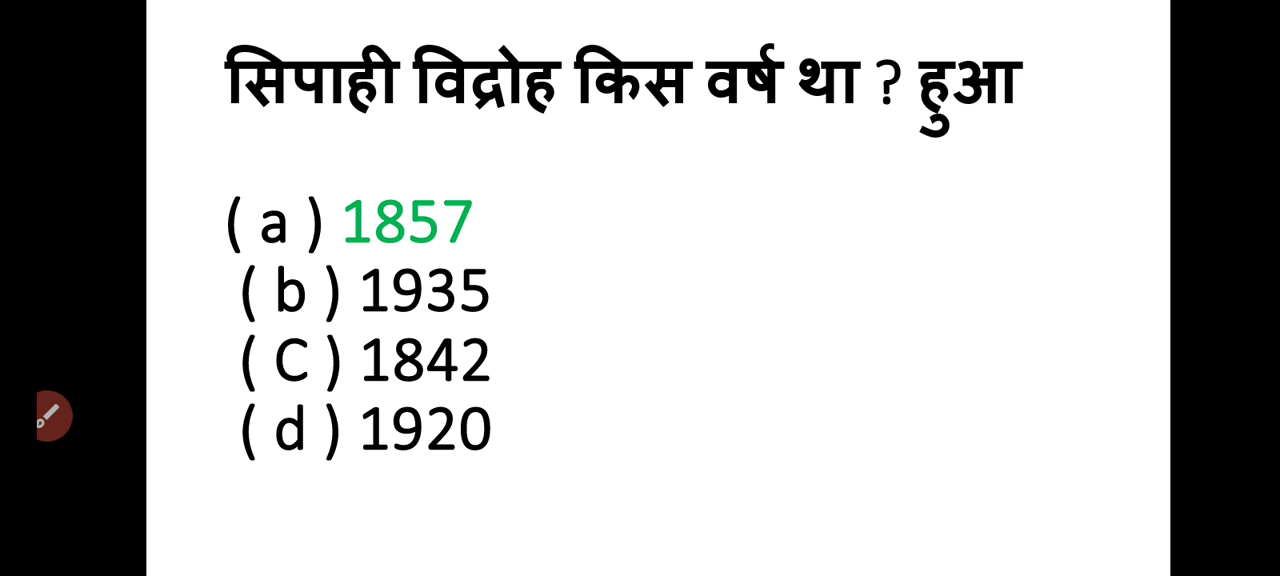 सिपाही विद्रोह किस वर्ष था ? हुआ
( a ) 1857
( b ) 1935
( C ) 1842
( d ) 1920